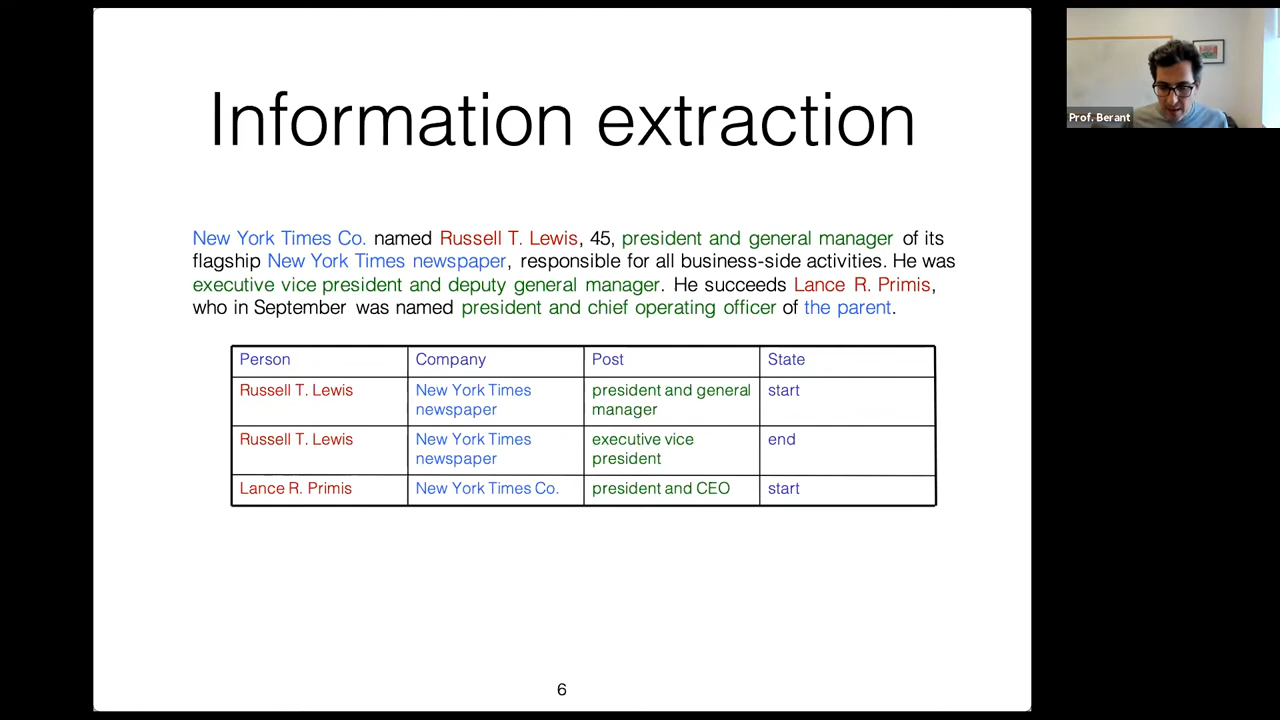 Information extraction
Prof. Berant
New York Times Co. named Russell T. Lewis, 45, president and general manager of its
flagship New York Times newspaper, responsible for all business-side activities. He was
executive vice president and deputy general manager. He succeeds Lance R. Primis,
who in September was named president and chief operating officer of the parent.
Person Company Post State
Russell T. Lewis New York Times newspaper president and general manager start
Russell T. Lewis New York Times newspaper executive vice president end
Lance R. Primis New York Times Co. president and CEO start
6